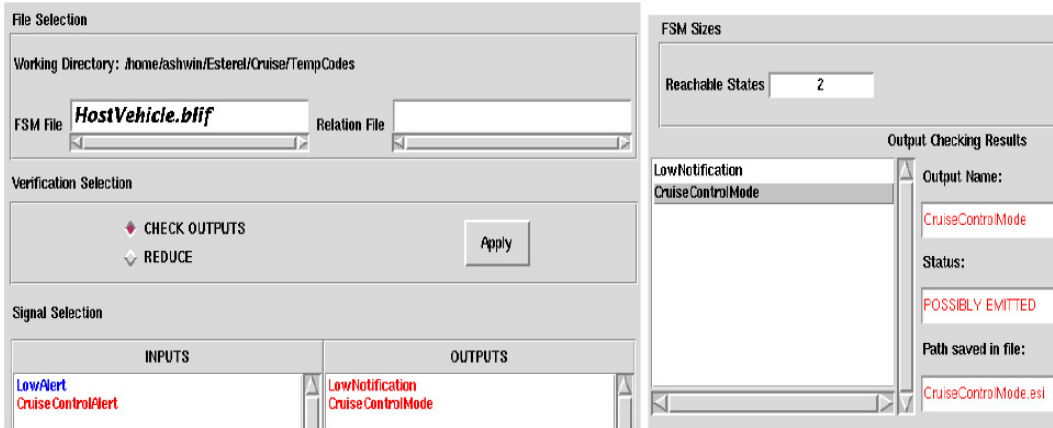 File Selection
Working Directory: /home/ashwin/Esterel/Cruise/TempCodes
FSM File HostVehicle.blif Relation File
Verification Selection
CHECK OUTPUTS
REDUCE
Apply
Signal Selection
INPUTS OUTPUTS
LowAlert LowNotification
CruiseControlAlert CruiseControlMode
FSM Sizes
Reachable States 2
Output Checking Results
LowNotification
CruiseControlMode
Output Name:
CruiseControlMode
Status:
POSSIBLY EMITTED
Path saved in file:
CruiseControlMode.esi